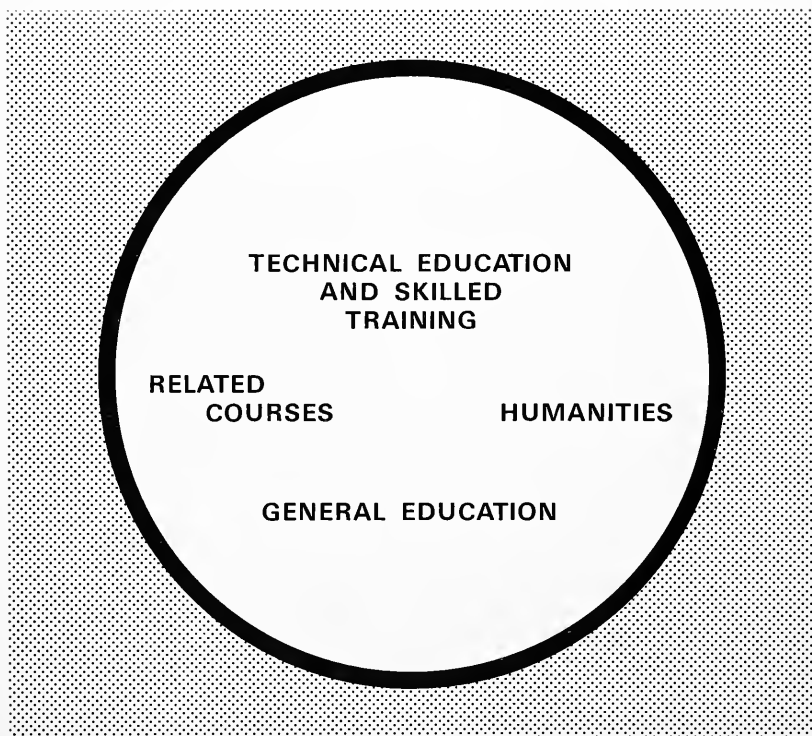 TECHNICAL EDUCATION
AND SKILLED
TRAINING
RELATED
COURSES
HUMANITIES
GENERAL EDUCATION